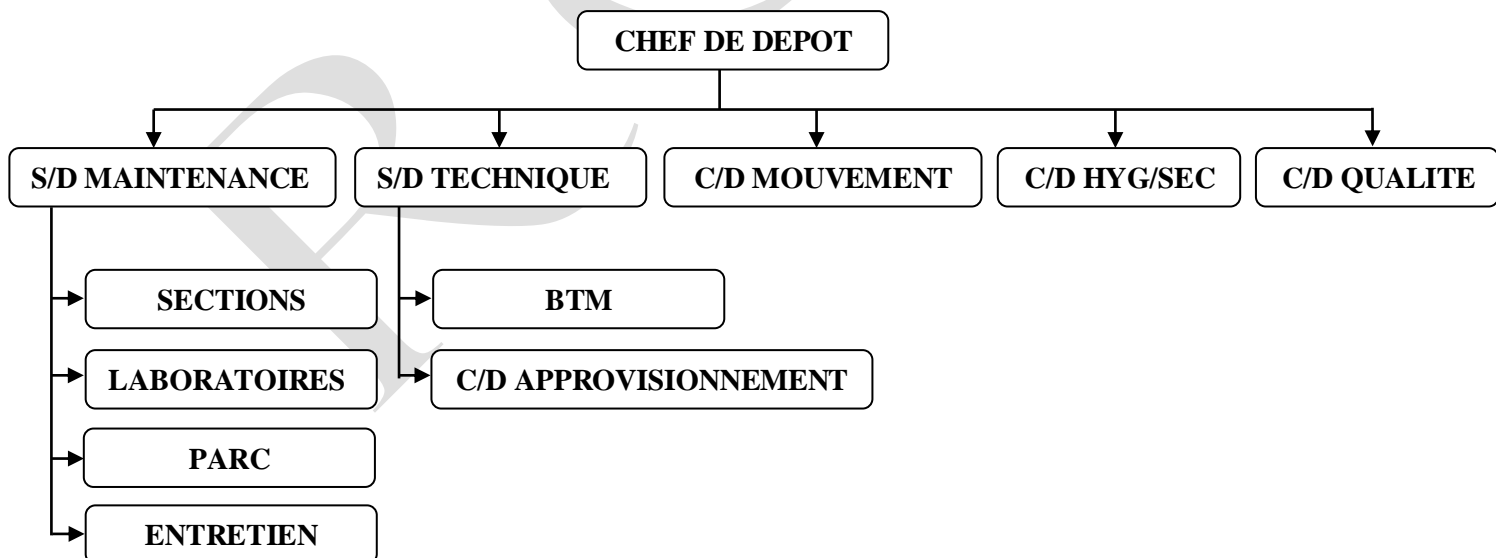 CHEF DE DEPOT
S/D MAINTENANCE
S/D TECHNIQUE
C/D MOUVEMENT
C/D HYG/SEC
C/D QUALITE
SECTIONS
BTM
LABORATOIRES
C/D APPROVISIONNEMENT
PARC
ENTRETIEN